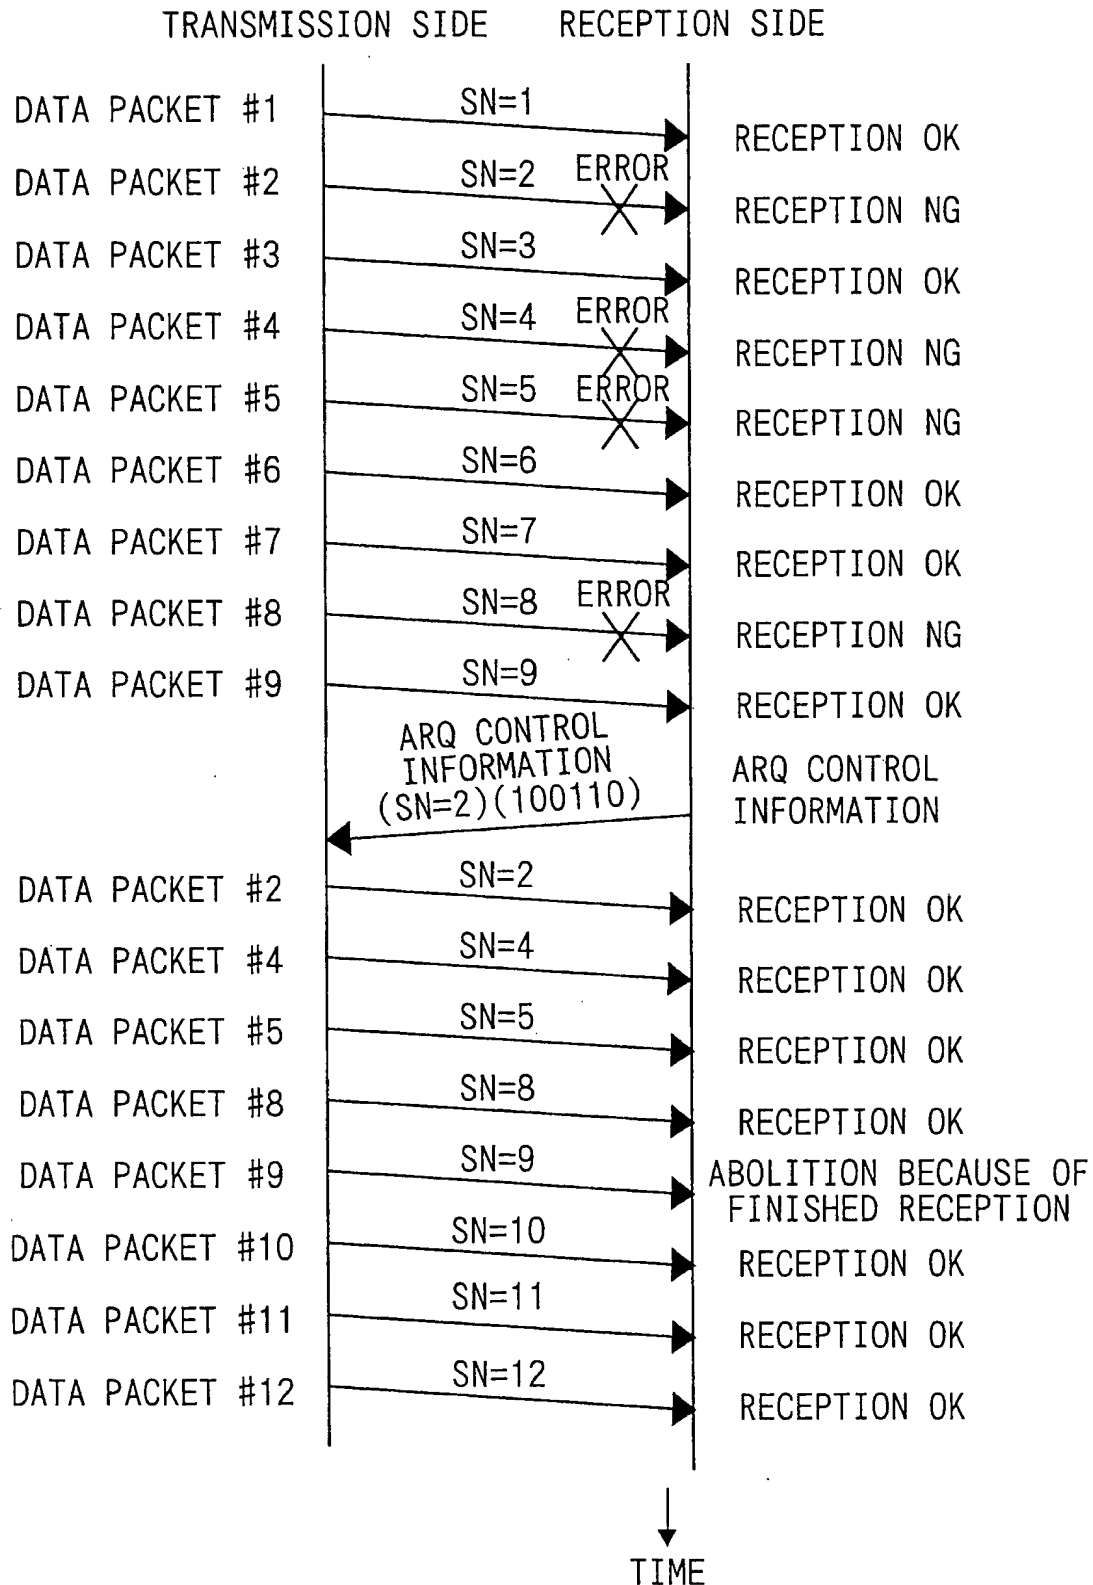 TRANSMISSION SIDE RECEPTION SIDE
DATA PACKET #1 SN=1 RECEPTION OK
DATA PACKET #2 SN=2 ERROR RECEPTION NG
DATA PACKET #3 SN=3 RECEPTION OK
DATA PACKET #4 SN=4 ERROR RECEPTION NG
DATA PACKET #5 SN=5 ERROR RECEPTION NG
DATA PACKET #6 SN=6 RECEPTION OK
DATA PACKET #7 SN=7 RECEPTION OK
DATA PACKET #8 SN=8 ERROR RECEPTION NG
DATA PACKET #9 SN=9 RECEPTION OK
ARQ CONTROL
INFORMATION
(SN=2)(100110)
ARQ CONTROL
INFORMATION
DATA PACKET #2 SN=2 RECEPTION OK
DATA PACKET #4 SN=4 RECEPTION OK
DATA PACKET #5 SN=5 RECEPTION OK
DATA PACKET #8 SN=8 RECEPTION OK
DATA PACKET #9 SN=9 ABOLITION BECAUSE OF
FINISHED RECEPTION
DATA PACKET #10 SN=10 RECEPTION OK
DATA PACKET #11 SN=11 RECEPTION OK
DATA PACKET #12 SN=12 RECEPTION OK
TIME